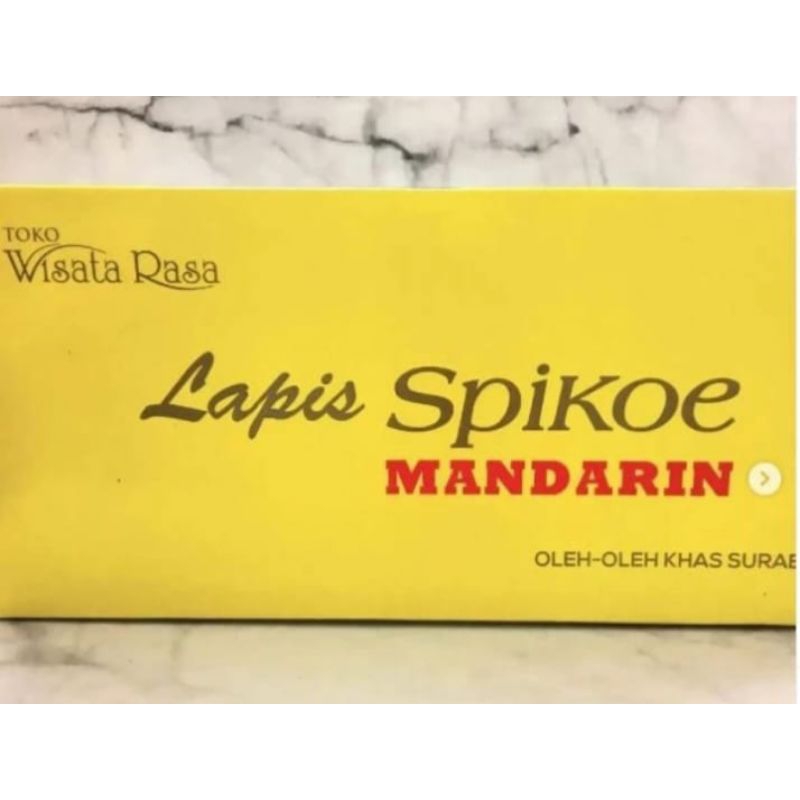 TOKO
Wisata Rasa
Lapis Spikoe
MANDARIN
OLEH-OLEH KHAS